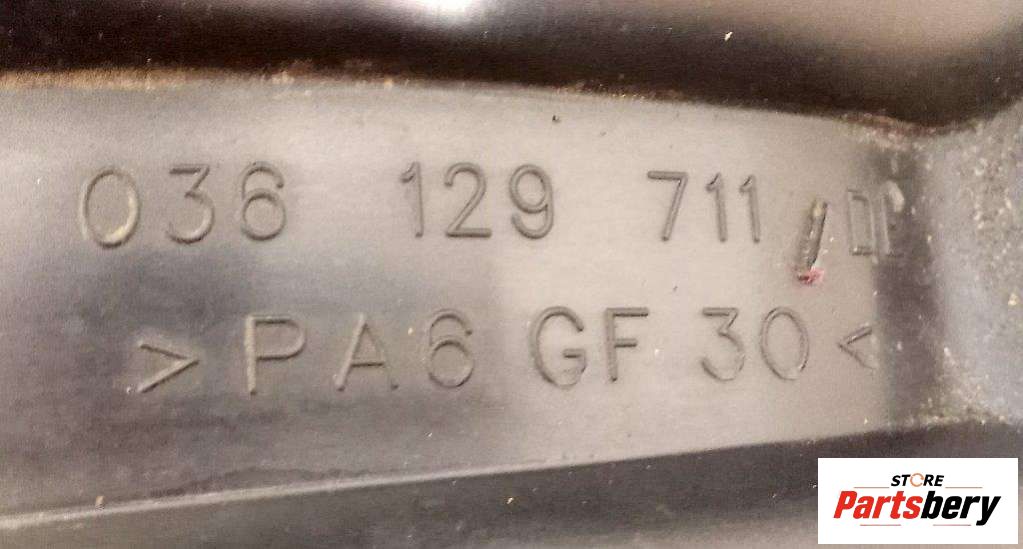 036 129 711
>PA6 GF 30<
STORE
Partsbery